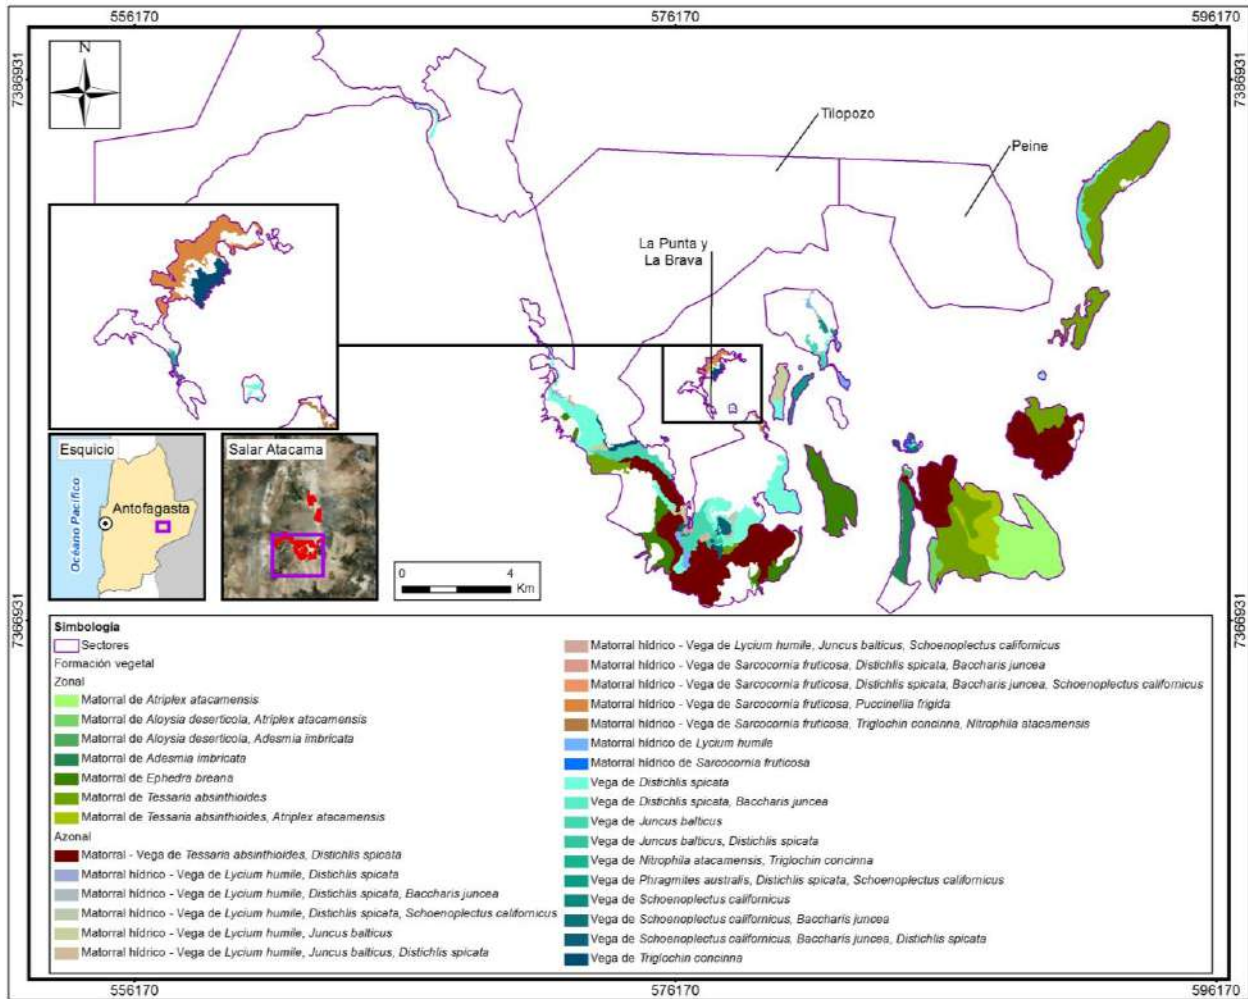 556170
576170
596170
7386931
7386931
N
Tilopozo
Peine
La Punta y
La Brava
Esquicio
Océano Pacífico
Antofagasta
Salar Atacama
0
4
Km
7366931
7366931
Simbología
Sectores
Formación vegetal
Zonal
Matorral de Atriplex atacamensis
Matorral de Aloysia deserticola, Atriplex atacamensis
Matorral de Aloysia deserticola, Adesmia imbricata
Matorral de Adesmia imbricata
Matorral de Ephedra breana
Matorral de Tessaria absinthioides
Matorral de Tessaria absinthioides, Atriplex atacamensis
Azonal
Matorral - Vega de Tessaria absinthioides, Distichlis spicata
Matorral hídrico - Vega de Lycium humile, Distichlis spicata
Matorral hídrico - Vega de Lycium humile, Distichlis spicata, Baccharis juncea
Matorral hídrico - Vega de Lycium humile, Distichlis spicata, Schoenoplectus californicus
Matorral hídrico - Vega de Lycium humile, Juncus balticus
Matorral hídrico - Vega de Lycium humile, Juncus balticus, Distichlis spicata
Matorral hídrico - Vega de Lycium humile, Juncus balticus, Schoenoplectus californicus
Matorral hídrico - Vega de Sarcocornia fruticosa, Distichlis spicata, Baccharis juncea
Matorral hídrico - Vega de Sarcocornia fruticosa, Distichlis spicata, Baccharis juncea, Schoenoplectus californicus
Matorral hídrico - Vega de Sarcocornia fruticosa, Puccinellia frigida
Matorral hídrico - Vega de Sarcocornia fruticosa, Triglochin concinna, Nitrophila atacamensis
Matorral hídrico de Lycium humile
Matorral hídrico de Sarcocornia fruticosa
Vega de Distichlis spicata
Vega de Distichlis spicata, Baccharis juncea
Vega de Juncus balticus
Vega de Juncus balticus, Distichlis spicata
Vega de Nitrophila atacamensis, Triglochin concinna
Vega de Phragmites australis, Distichlis spicata, Schoenoplectus californicus
Vega de Schoenoplectus californicus
Vega de Schoenoplectus californicus, Baccharis juncea
Vega de Schoenoplectus californicus, Baccharis juncea, Distichlis spicata
Vega de Triglochin concinna
556170
576170
596170